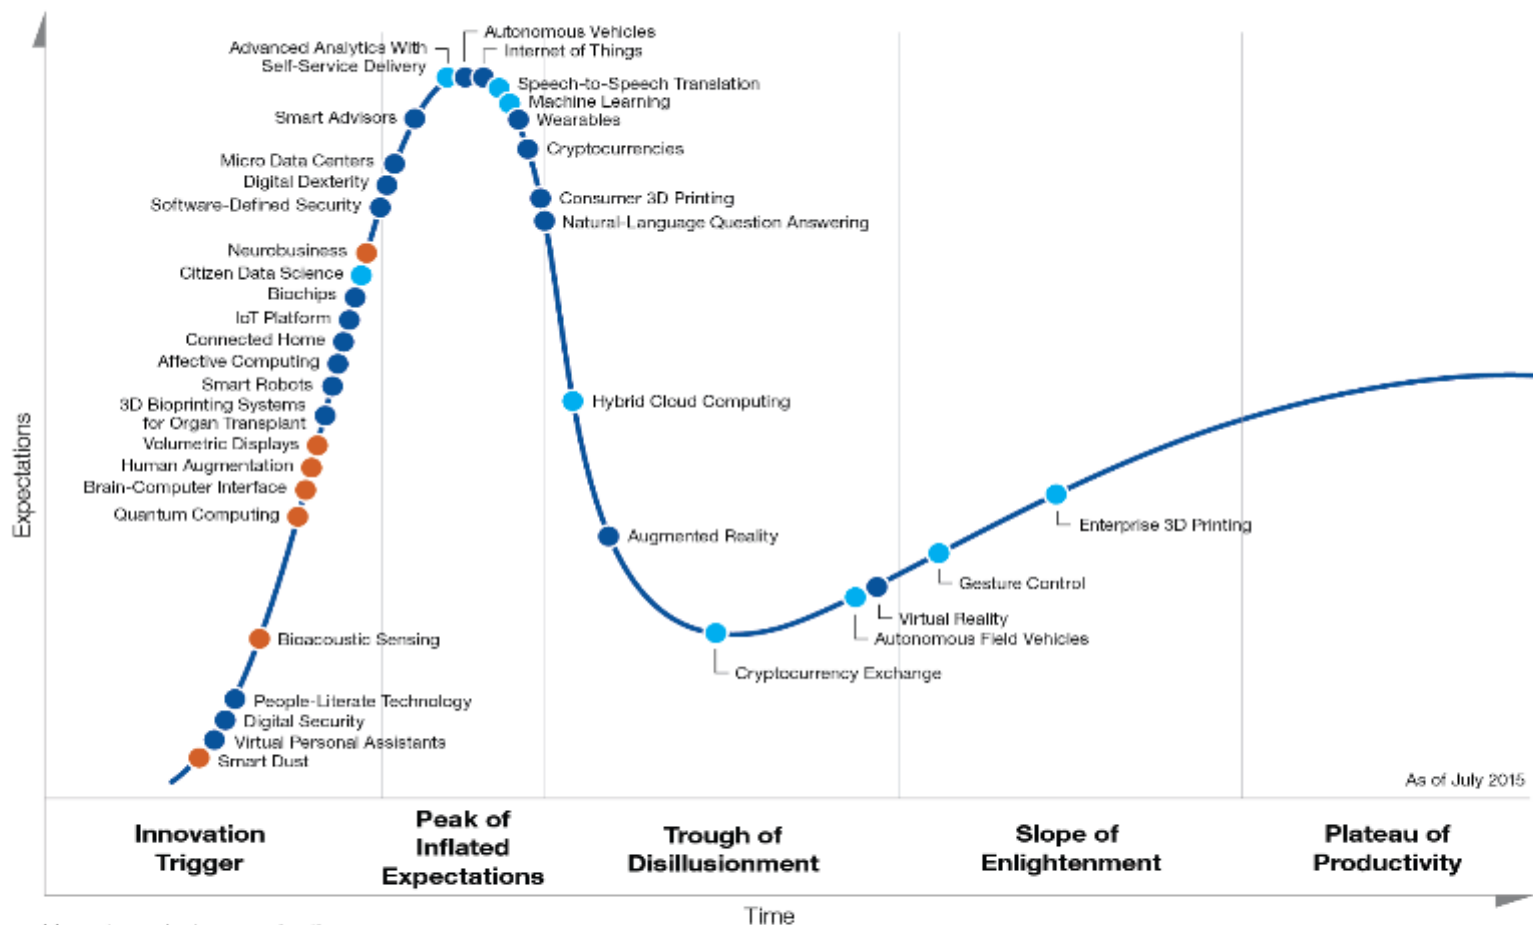 Advanced Analytics With
Self-Service Delivery
Autonomous Vehicles
Internet of Things
Speech-to-Speech Translation
Machine Learning
Wearables
Smart Advisors
Cryptocurrencies
Micro Data Centers
Digital Dexterity
Software-Defined Security
Consumer 3D Printing
Natural-Language Question Answering
Neurobusiness
Citizen Data Science
Biochips
IoT Platform
Connected Home
Affective Computing
Smart Robots
3D Bioprinting Systems
for Organ Transplant
Volumetric Displays
Human Augmentation
Brain-Computer Interface
Quantum Computing
Hybrid Cloud Computing
Augmented Reality
Enterprise 3D Printing
Gesture Control
Virtual Reality
Autonomous Field Vehicles
Cryptocurrency Exchange
Bioacoustic Sensing
People-Literate Technology
Digital Security
Virtual Personal Assistants
Smart Dust
Expectations
As of July 2015
Innovation
Trigger
Peak of
Inflated
Expectations
Trough of
Disillusionment
Slope of
Enlightenment
Plateau of
Productivity
Time